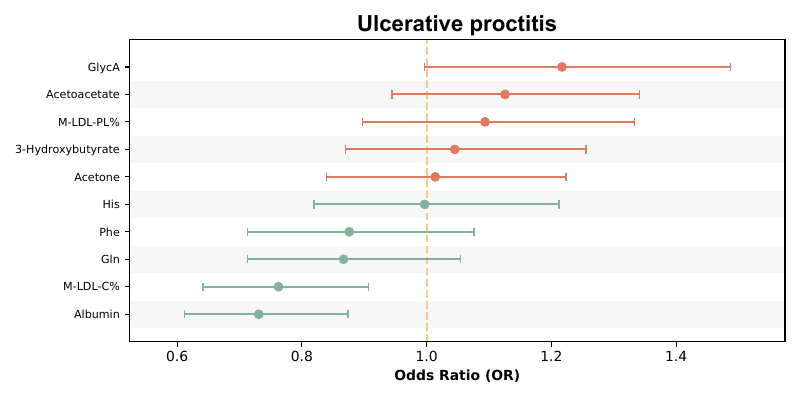 Ulcerative proctitis
GlycA
Acetoacetate
M-LDL-PL%
3-Hydroxybutyrate
Acetone
His
Phe
Gln
M-LDL-C%
Albumin
0.6 0.8 1.0 1.2 1.4
Odds Ratio (OR)